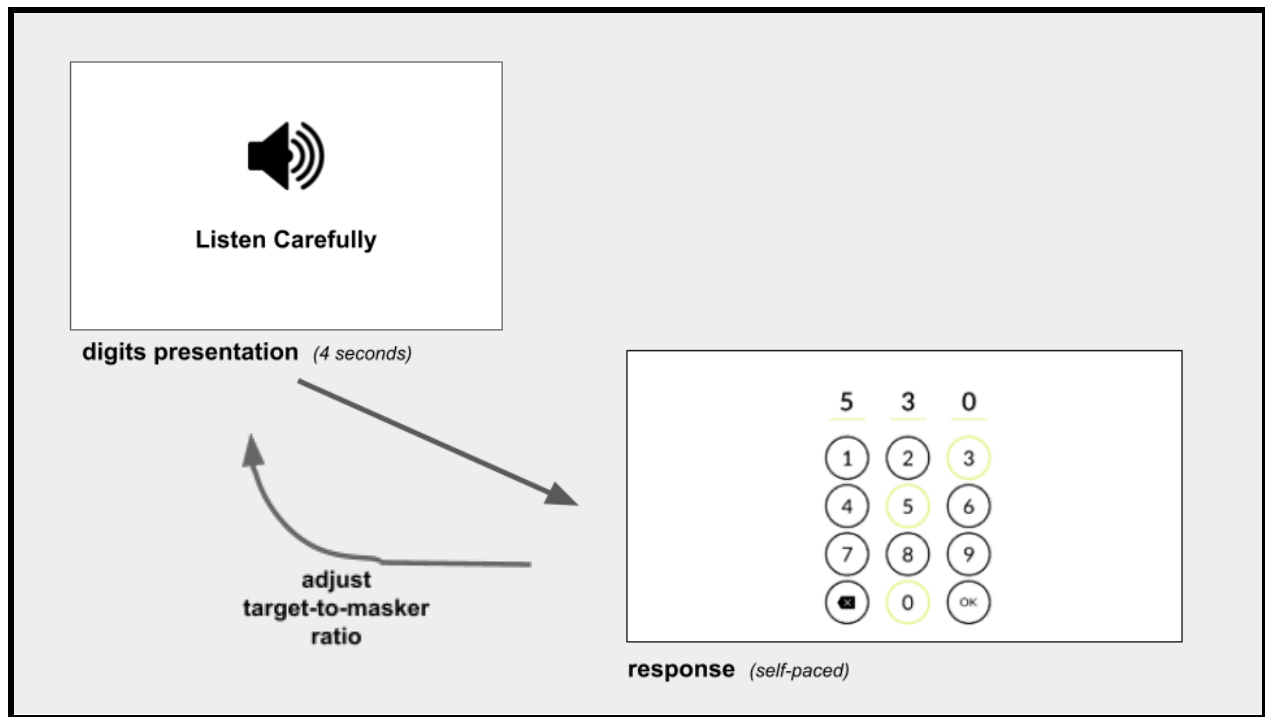 Listen Carefully
digits presentation (4 seconds)
5 3 0
1 2 3
4 5 6
7 8 9
0 OK
adjust
target-to-masker
ratio
response (self-paced)